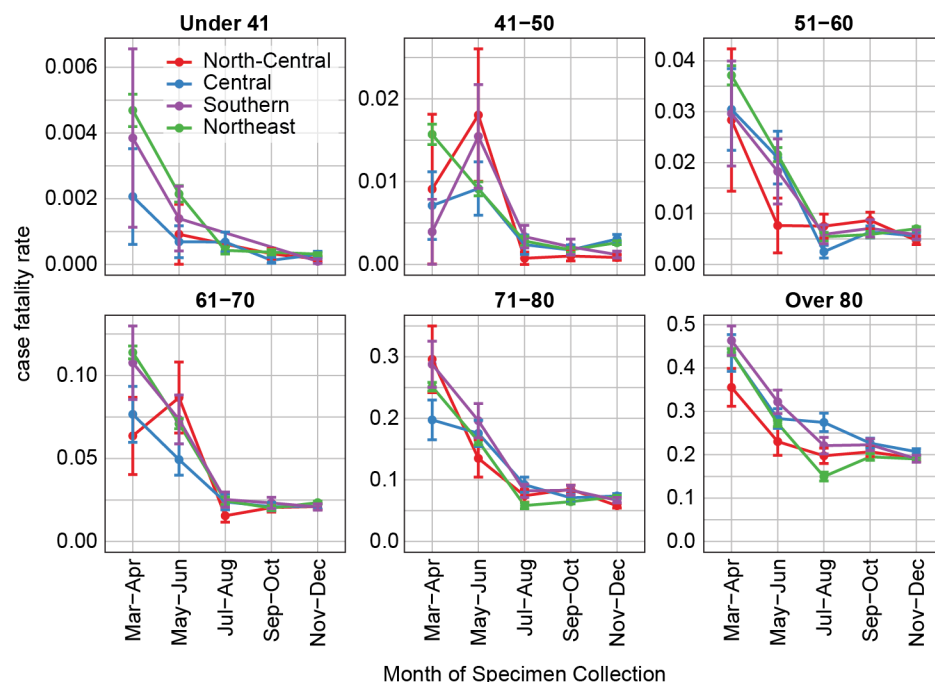 Under 41
41−50
51−60
0.006
0.004
0.002
0.000
North-Central
Central
Southern
Northeast
0.02
0.01
0.00
0.04
0.03
0.02
0.01
0.00
case fatality rate
61−70
71−80
Over 80
0.10
0.05
0.00
0.3
0.2
0.1
0.0
0.5
0.4
0.3
0.2
0.1
0.0
Mar−Apr
May−Jun
Jul−Aug
Sep−Oct
Nov−Dec
Mar−Apr
May−Jun
Jul−Aug
Sep−Oct
Nov−Dec
Mar−Apr
May−Jun
Jul−Aug
Sep−Oct
Nov−Dec
Month of Specimen Collection